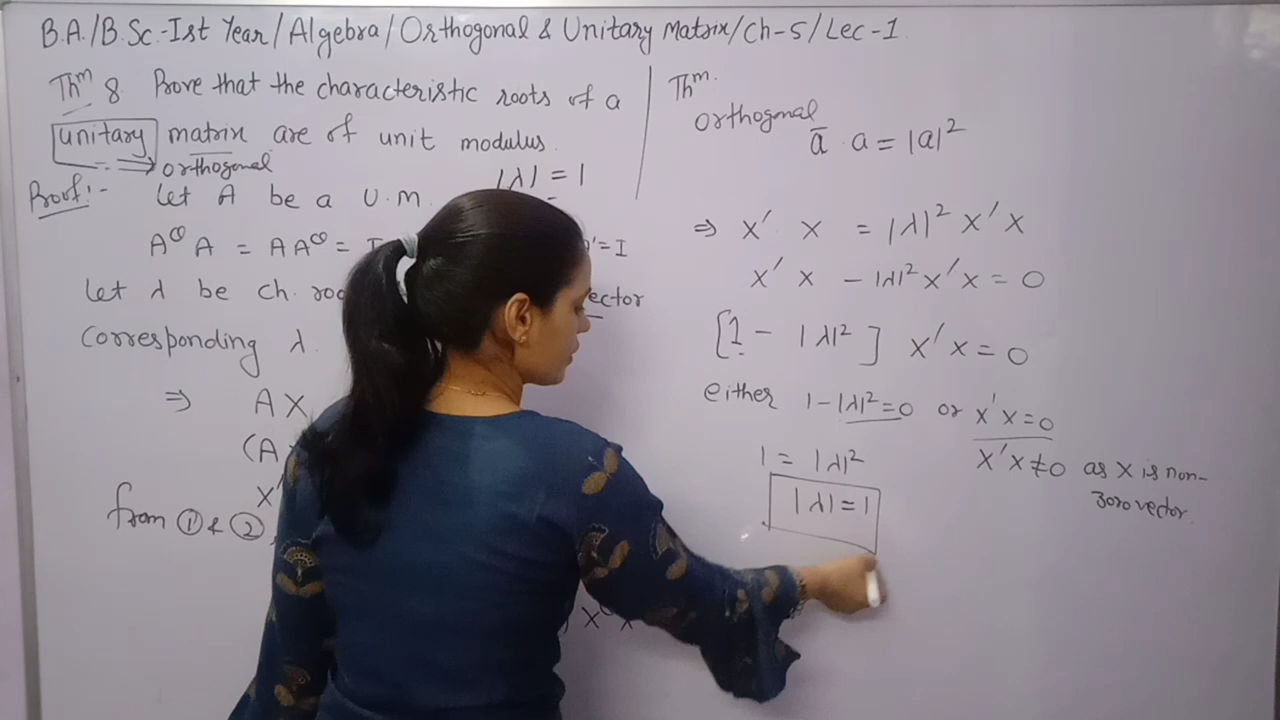 B.A./B.Sc.-Ist Year/Algebra/Orthogonal & Unitary Matrix/Ch-5/Lec-1
Thm 8 Prove that the characteristic roots of a
unitary matrix are of unit modulus.
orthogonal
|λ| = 1
Proof:- Let A be a U.M.
A^Θ A = A A^Θ = I
'=I
Let λ be ch. roo
ector
corresponding λ.
⇒ AX
(A
X'
from ① & ②,
X^Θ X
Thm.
orthogonal
ā · a = |a|²
⇒ X' X = |λ|² X'X
X' X - |λ|² X'X = 0
[1 - |λ|²] X'X = 0
either 1-|λ|²=0 or X'X=0
1 = |λ|²
X'X≠0 as X is non-
zero vector.
|λ| = 1